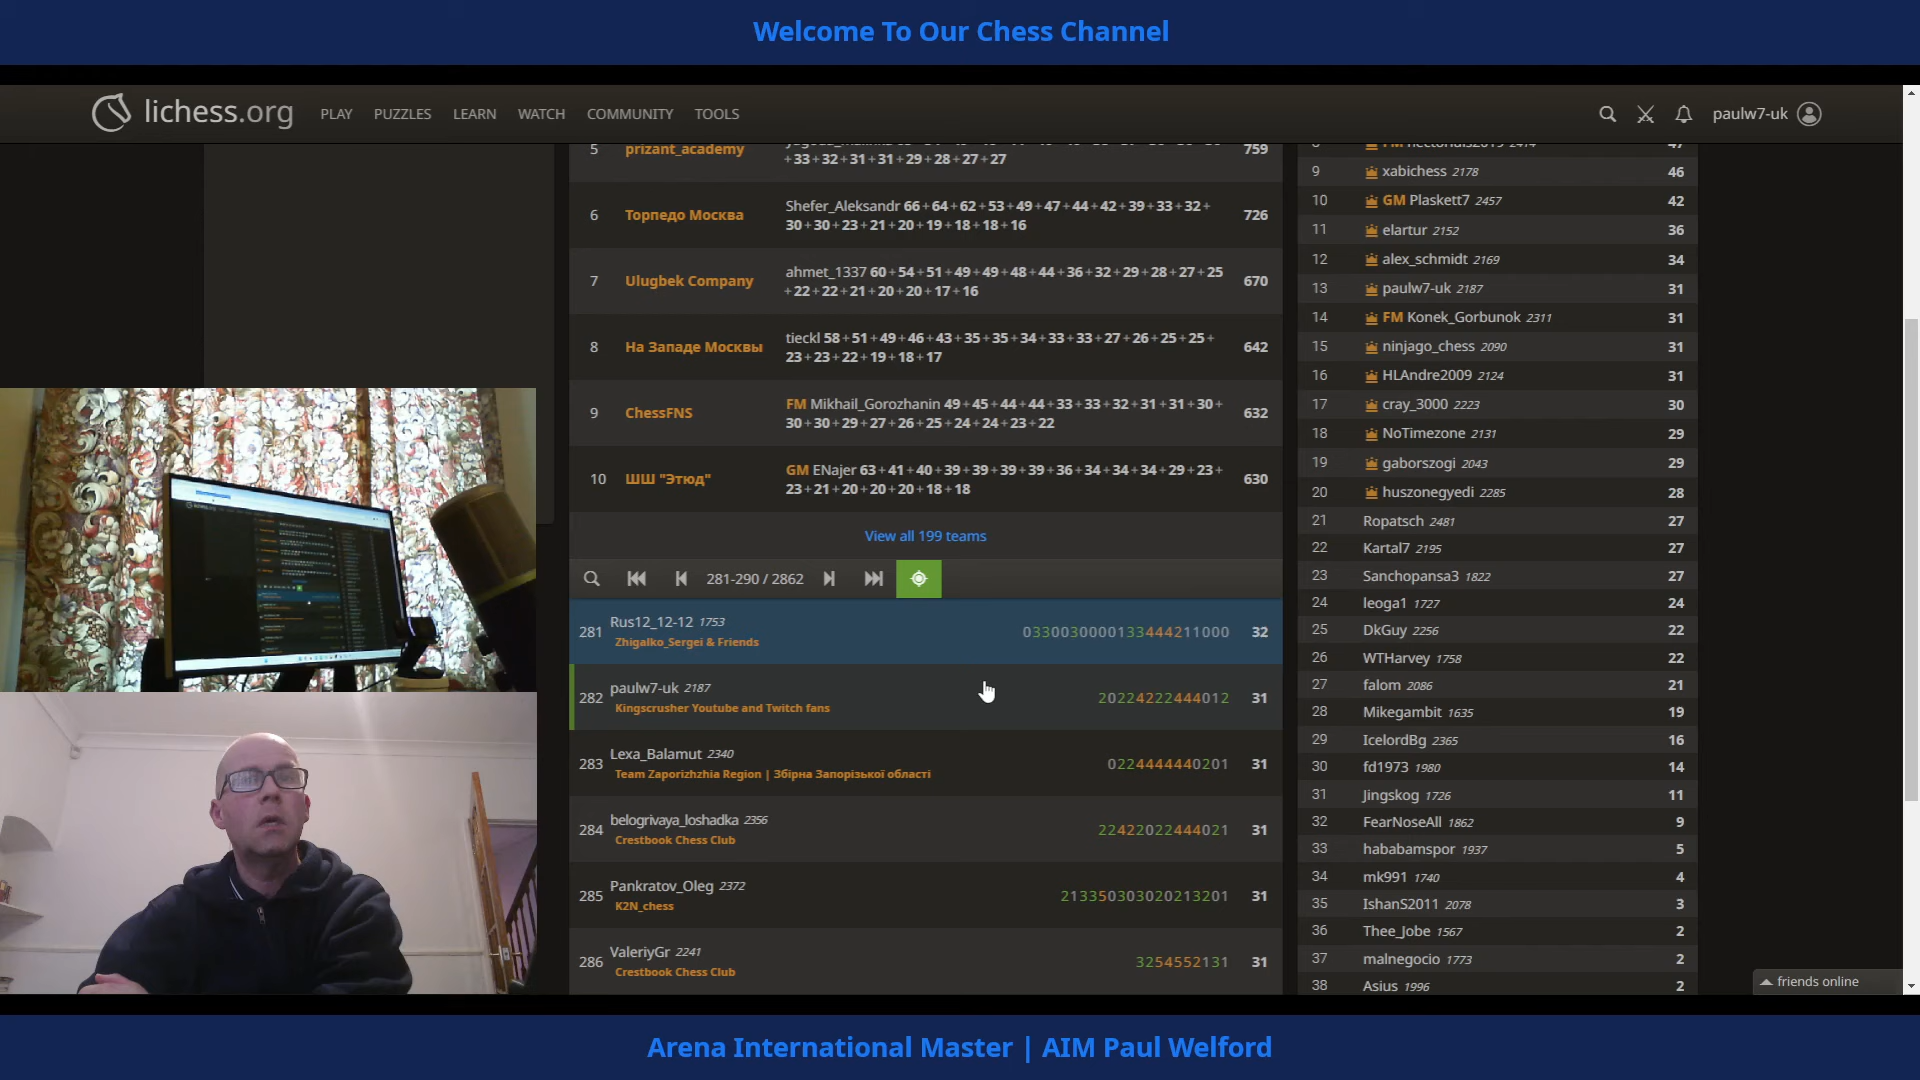 Welcome To Our Chess Channel
lichess.org PLAY PUZZLES LEARN WATCH COMMUNITY TOOLS paulw7-uk
5 prizant_academy 759
+33+32+31+31+29+28+27+27
6 Торпедо Москва Shefer_Aleksandr 66+64+62+53+49+47+44+42+39+33+32+ 726
30+30+23+21+20+19+18+18+16
7 Ulugbek Company ahmet_1337 60+54+51+49+49+48+44+36+32+29+28+27+25 670
+22+22+21+20+20+17+16
8 На Западе Москвы tieckl 58+51+49+46+43+35+35+34+33+33+27+26+25+25+ 642
23+23+22+19+18+17
9 ChessFNS FM Mikhail_Gorozhanin 49+45+44+44+33+33+32+31+31+30+ 632
30+30+29+27+26+25+24+24+23+22
10 ШШ "Этюд" GM ENajer 63+41+40+39+39+39+39+36+34+34+34+29+23+ 630
23+21+20+20+20+18+18
View all 199 teams
281-290 / 2862
281 Rus12_12-12 1753 0330030000133444211000 32
Zhigalko_Sergei & Friends
282 paulw7-uk 2187 20224222444012 31
Kingscrusher Youtube and Twitch fans
283 Lexa_Balamut 2340 0224444440201 31
Team Zaporizhzhia Region | Збірна Запорізької області
284 belogrivaya_loshadka 2356 22422022444021 31
Crestbook Chess Club
285 Pankratov_Oleg 2372 213350303020213201 31
K2N_chess
286 ValeriyGr 2241 3254552131 31
Crestbook Chess Club
9 xabichess 2178 46
10 GM Plaskett7 2457 42
11 elartur 2152 36
12 alex_schmidt 2169 34
13 paulw7-uk 2187 31
14 FM Konek_Gorbunok 2311 31
15 ninjago_chess 2090 31
16 HLAndre2009 2124 31
17 cray_3000 2223 30
18 NoTimezone 2131 29
19 gaborszogi 2043 29
20 huszonegyedi 2285 28
21 Ropatsch 2481 27
22 Kartal7 2195 27
23 Sanchopansa3 1822 27
24 leoga1 1727 24
25 DkGuy 2256 22
26 WTHarvey 1758 22
27 falom 2086 21
28 Mikegambit 1635 19
29 IcelordBg 2365 16
30 fd1973 1980 14
31 Jingskog 1726 11
32 FearNoseAll 1862 9
33 hababamspor 1937 5
34 mk991 1740 4
35 IshanS2011 2078 3
36 Thee_Jobe 1567 2
37 malnegocio 1773 2
38 Asius 1996 2
friends online
Arena International Master | AIM Paul Welford